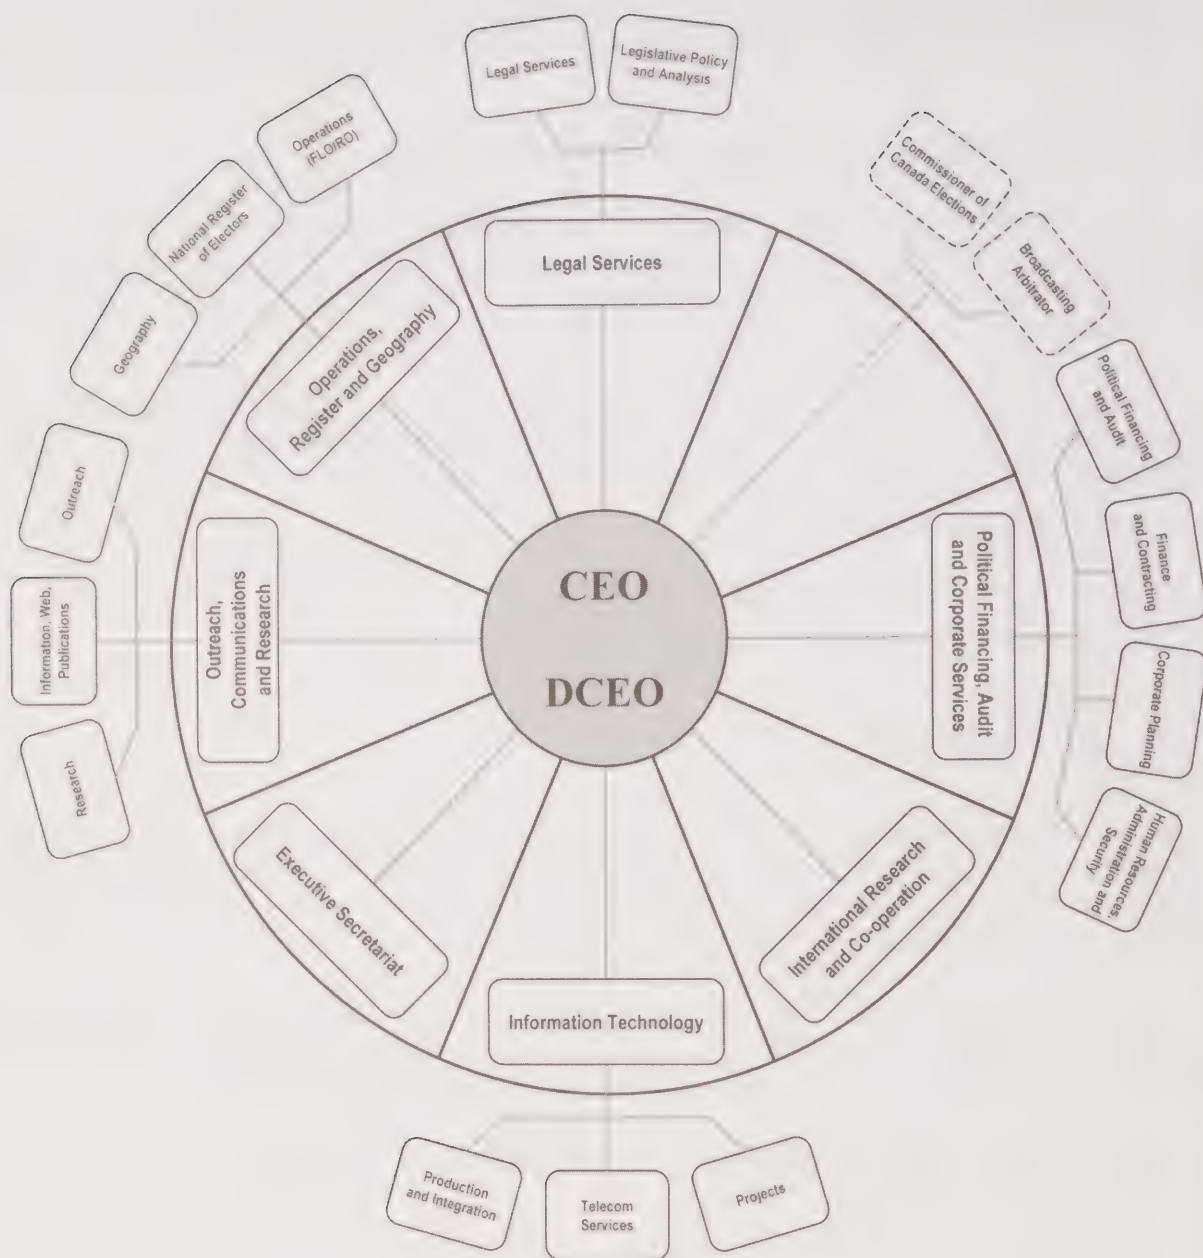 Legal Services
Legislative Policy
and Analysis
Operations
(FLO/RO)
National Register
of Electors
Geography
Commissioner of
Canada Elections
Broadcasting
Arbitrator
Legal Services
Operations,
Register and Geography
Political Financing
and Audit
Finance
and Contracting
Corporate Planning
Human Resources,
Administration and
Security
Political Financing, Audit
and Corporate Services
Outreach
Information, Web,
Publications
Research
Outreach,
Communications
and Research
CEO
DCEO
Executive Secretariat
International Research
and Co-operation
Information Technology
Production
and Integration
Telecom
Services
Projects